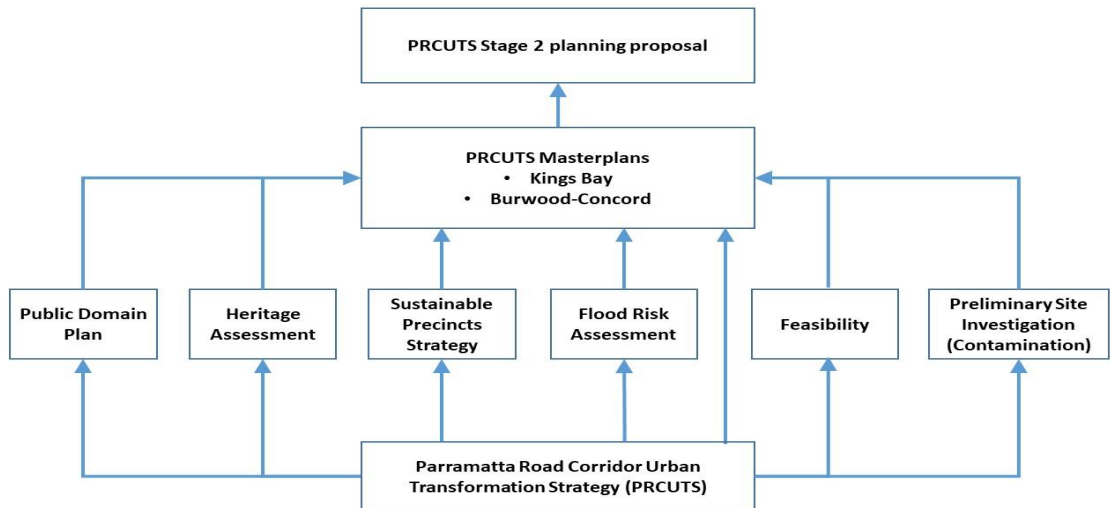 PRCUTS Stage 2 planning proposal
PRCUTS Masterplans
• Kings Bay
• Burwood-Concord
Public Domain
Plan
Heritage
Assessment
Sustainable
Precincts
Strategy
Flood Risk
Assessment
Feasibility
Preliminary Site
Investigation
(Contamination)
Parramatta Road Corridor Urban
Transformation Strategy (PRCUTS)